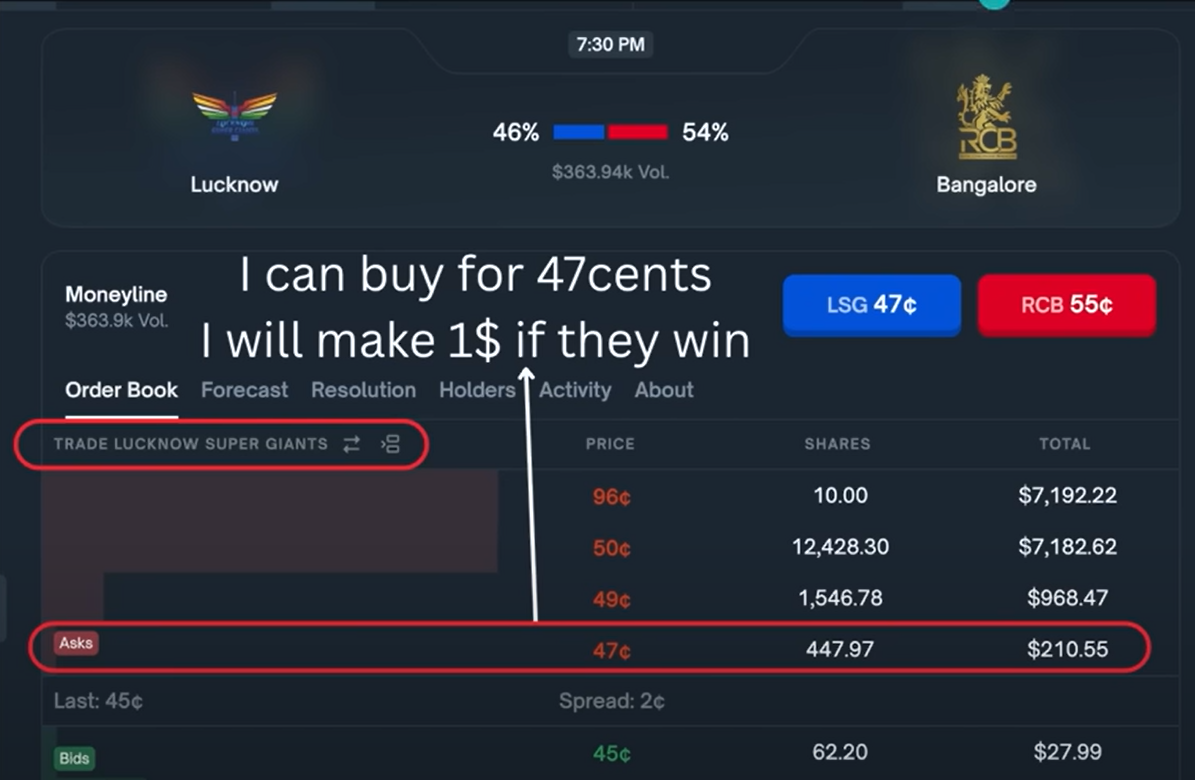 7:30 PM
46% 54%
$363.94k Vol.
RCB
Lucknow Bangalore
I can buy for 47cents
Moneyline
$363.9k Vol.
LSG 47¢ RCB 55¢
I will make 1$ if they win
Order Book Forecast Resolution Holders Activity About
TRADE LUCKNOW SUPER GIANTS PRICE SHARES TOTAL
96¢ 10.00 $7,192.22
50¢ 12,428.30 $7,182.62
49¢ 1,546.78 $968.47
Asks 47¢ 447.97 $210.55
Last: 45¢ Spread: 2¢
Bids 45¢ 62.20 $27.99